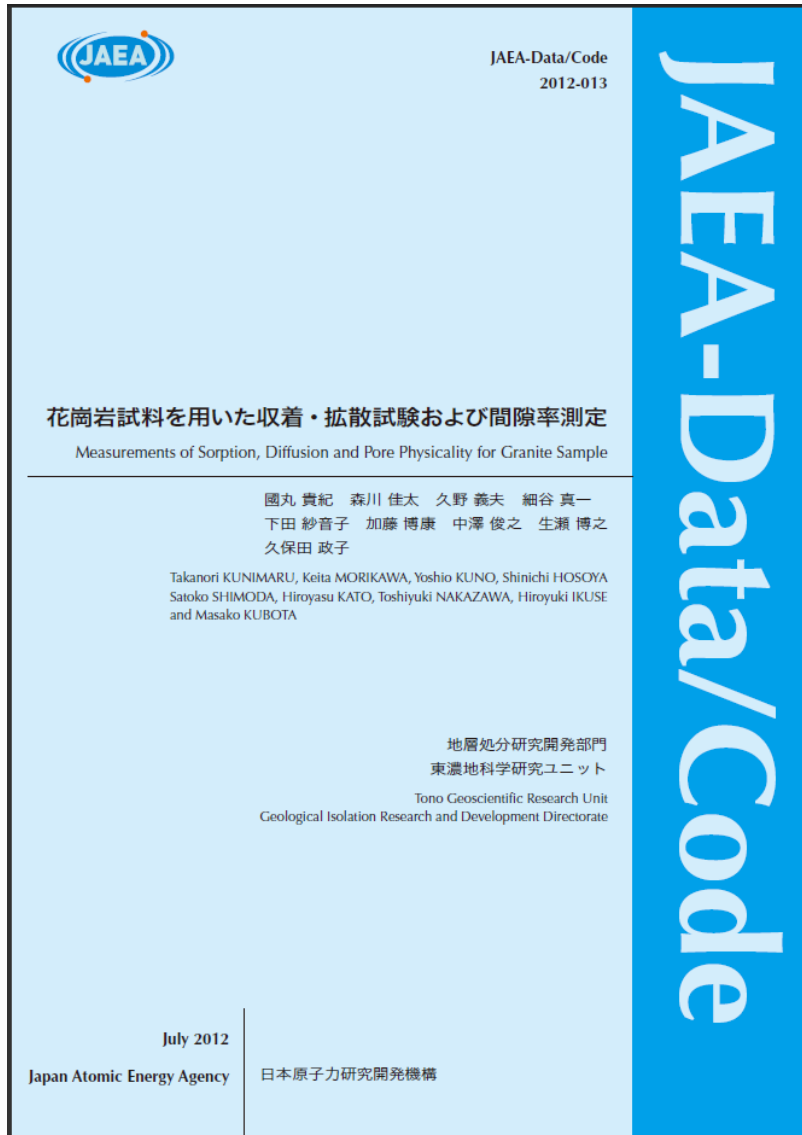 JAEA
JAEA-Data/Code
2012-013
JAEA-Data/Code
花崗岩試料を用いた収着・拡散試験および間隙率測定
Measurements of Sorption, Diffusion and Pore Physicality for Granite Sample
國丸 貴紀 森川 佳太 久野 義夫 細谷 真一
下田 紗音子 加藤 博康 中澤 俊之 生瀬 博之
久保田 政子
Takanori KUNIMARU, Keita MORIKAWA, Yoshio KUNO, Shinichi HOSOYA
Satoko SHIMODA, Hiroyasu KATO, Toshiyuki NAKAZAWA, Hiroyuki IKUSE
and Masako KUBOTA
地層処分研究開発部門
東濃地科学研究ユニット
Tono Geoscientific Research Unit
Geological Isolation Research and Development Directorate
July 2012
Japan Atomic Energy Agency
日本原子力研究開発機構